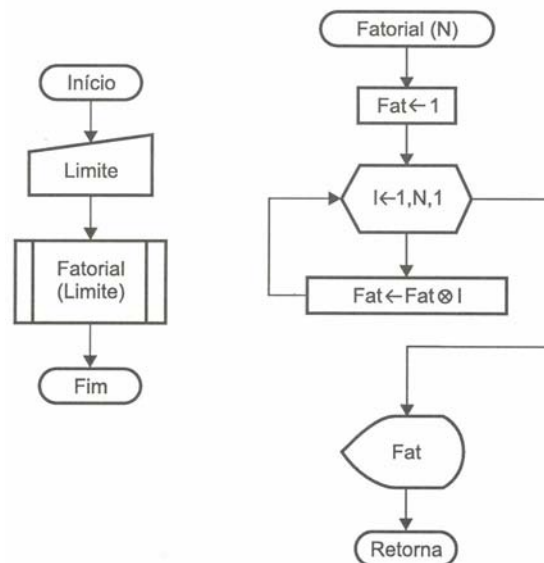 Início
Limite
Fatorial
(Limite)
Fim
Fatorial (N)
Fat←1
I←1,N,1
Fat←Fat⊗I
Fat
Retorna